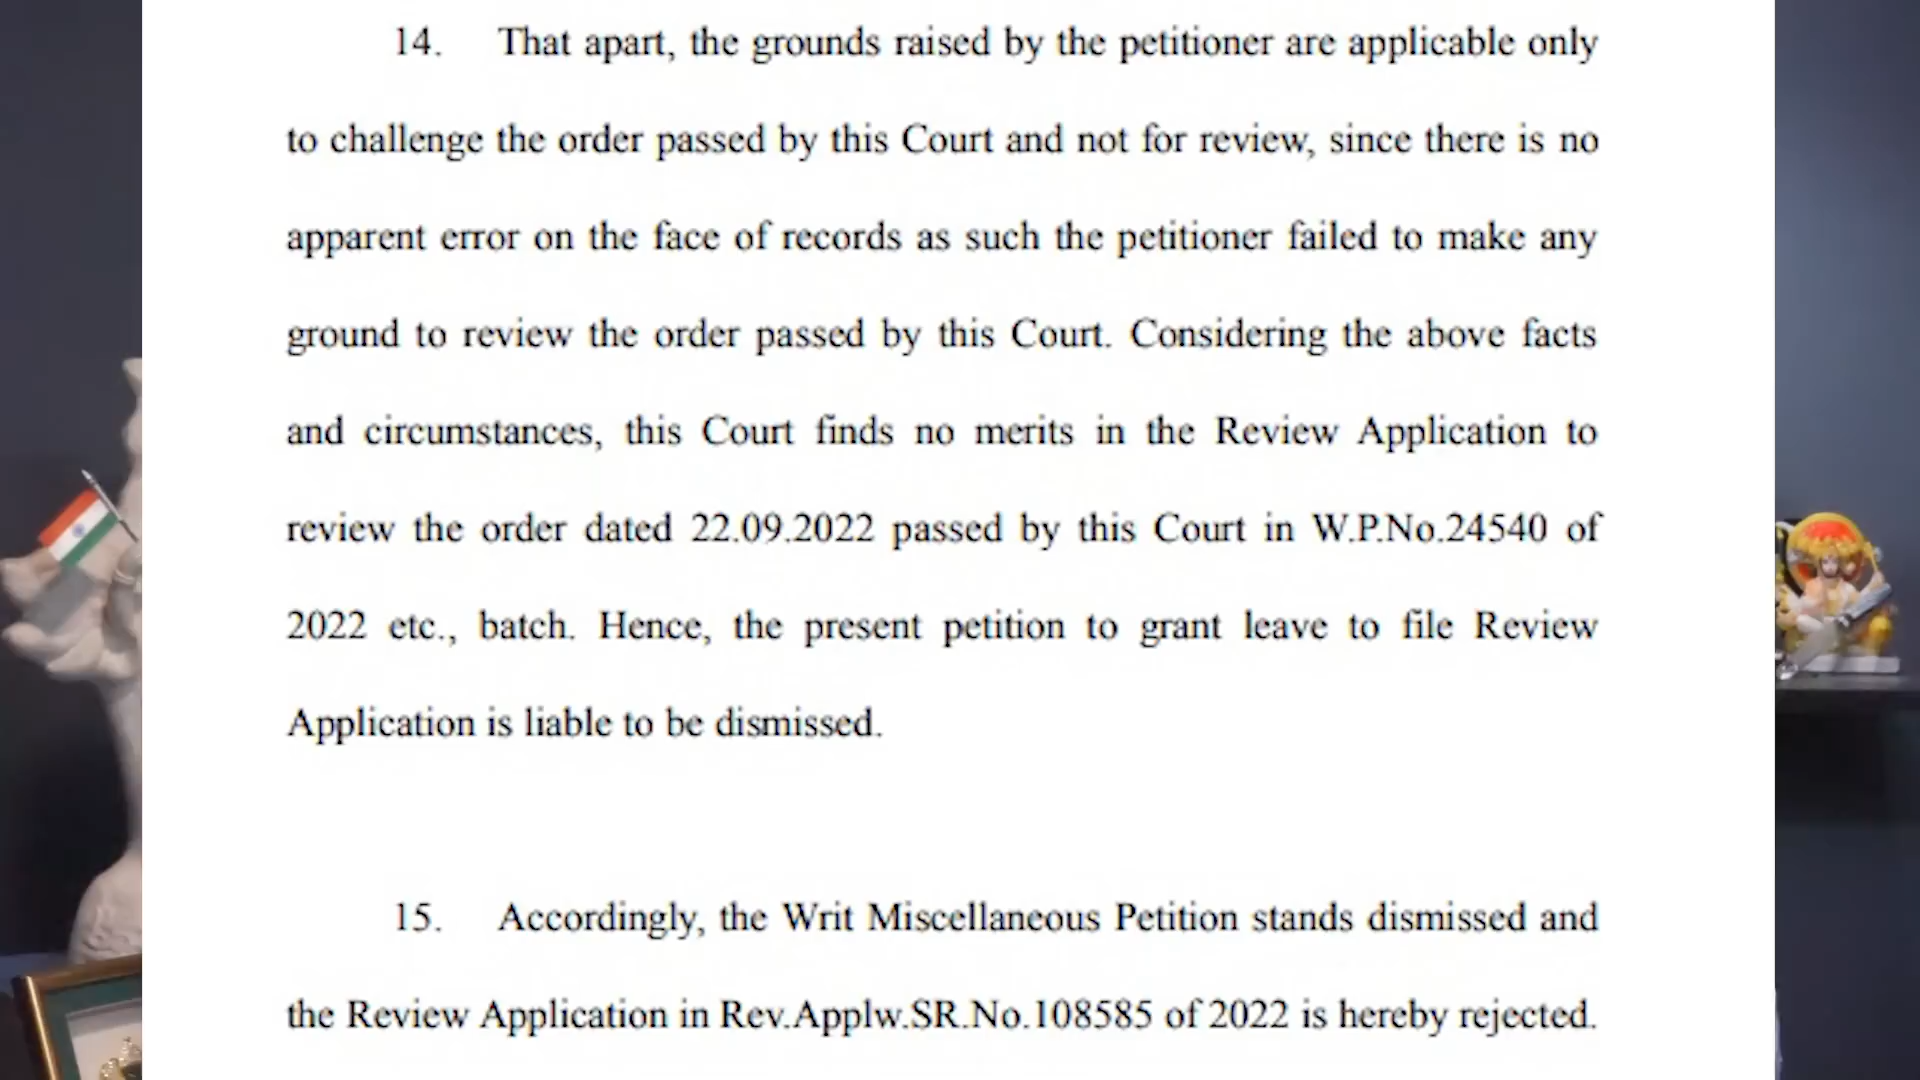 14. That apart, the grounds raised by the petitioner are applicable only
to challenge the order passed by this Court and not for review, since there is no
apparent error on the face of records as such the petitioner failed to make any
ground to review the order passed by this Court. Considering the above facts
and circumstances, this Court finds no merits in the Review Application to
review the order dated 22.09.2022 passed by this Court in W.P.No.24540 of
2022 etc., batch. Hence, the present petition to grant leave to file Review
Application is liable to be dismissed.
15. Accordingly, the Writ Miscellaneous Petition stands dismissed and
the Review Application in Rev.Applw.SR.No.108585 of 2022 is hereby rejected.